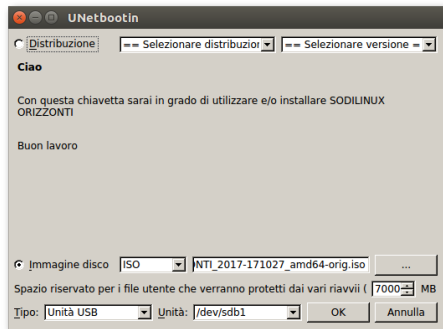 UNetbootin
Distribuzione == Selezionare distribuzior == Selezionare versione =
Ciao
Con questa chiavetta sarai in grado di utilizzare e/o installare SODILINUX
ORIZZONTI
Buon lavoro
Immagine disco ISO NTI_2017-171027_amd64-orig.iso ...
Spazio riservato per i file utente che verranno protetti dai vari riavvii ( 7000 MB
Tipo: Unità USB Unità: /dev/sdb1 OK Annulla